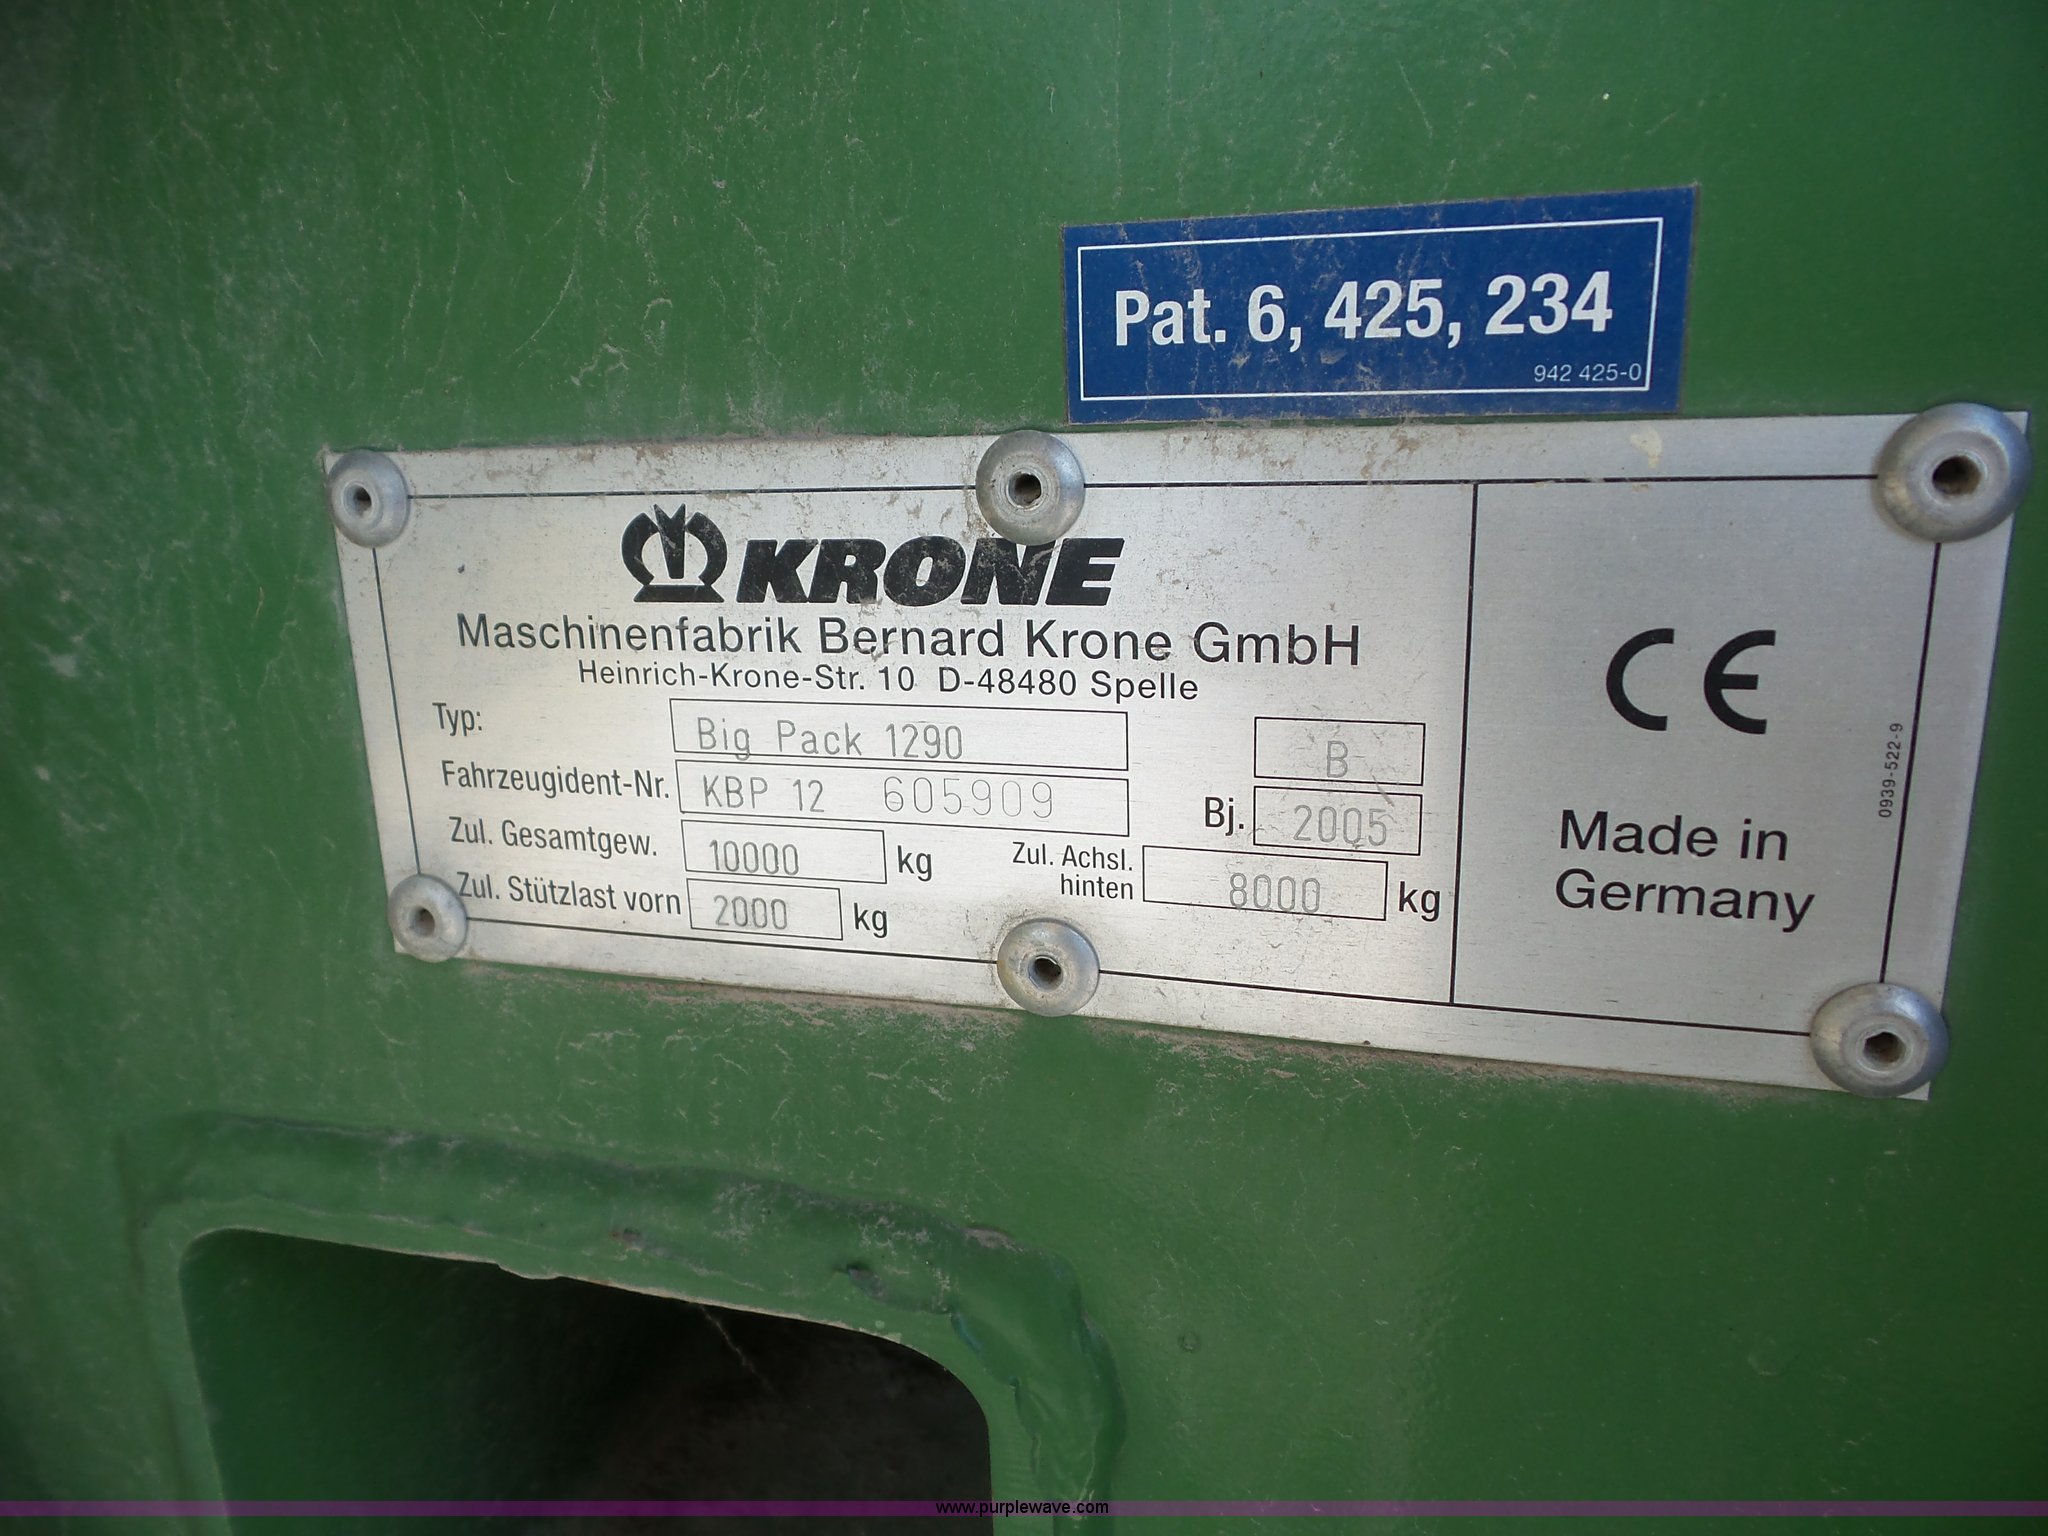 Pat. 6, 425, 234
942 425-0
KRONE
Maschinenfabrik Bernard Krone GmbH
Heinrich-Krone-Str. 10 D-48480 Spelle
Typ: Big Pack 1290 B
Fahrzeugident-Nr. KBP 12 605909 Bj. 2005
Zul. Gesamtgew. 10000 kg Zul. Achsl. hinten 8000 kg
Zul. Stützlast vorn 2000 kg
CE
Made in
Germany
0939-522-9
www.purplewave.com